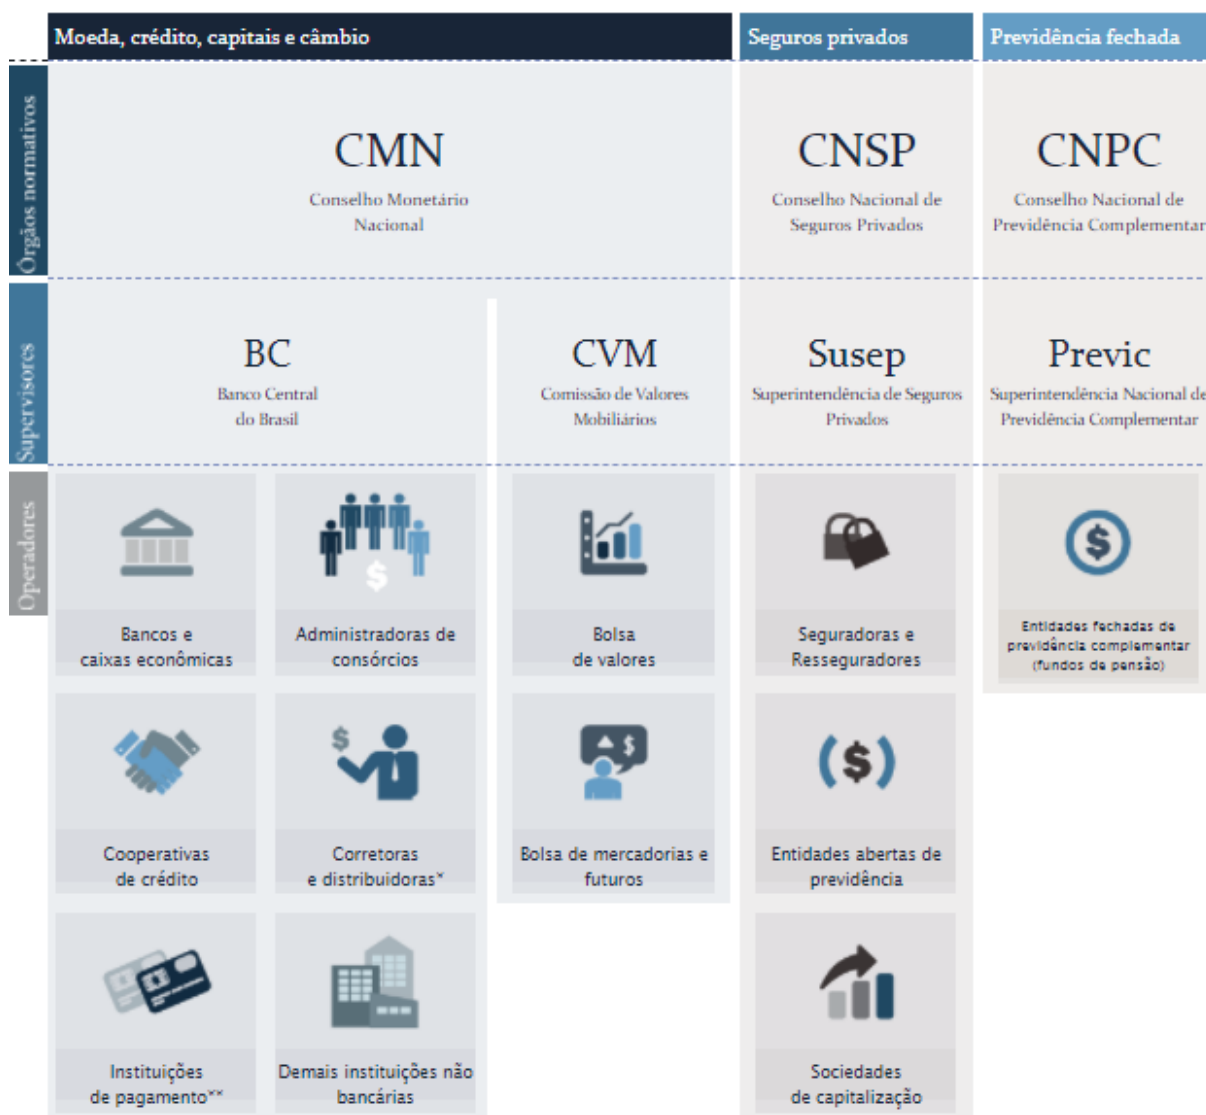 Moeda, crédito, capitais e câmbio
Seguros privados
Previdência fechada
Órgãos normativos
CMN
Conselho Monetário
Nacional
CNSP
Conselho Nacional de
Seguros Privados
CNPC
Conselho Nacional de
Previdência Complementar
Supervisores
BC
Banco Central
do Brasil
CVM
Comissão de Valores
Mobiliários
Susep
Superintendência de Seguros
Privados
Previc
Superintendência Nacional de
Previdência Complementar
Operadores
$
$
Bancos e
caixas econômicas
Administradoras de
consórcios
Bolsa
de valores
Seguradoras e
Resseguradores
Entidades fechadas de
previdência complementar
(fundos de pensão)
$
$
($)
Cooperativas
de crédito
Corretoras
e distribuidoras*
Bolsa de mercadorias e
futuros
Entidades abertas de
previdência
Instituições
de pagamento**
Demais instituições não
bancárias
Sociedades
de capitalização